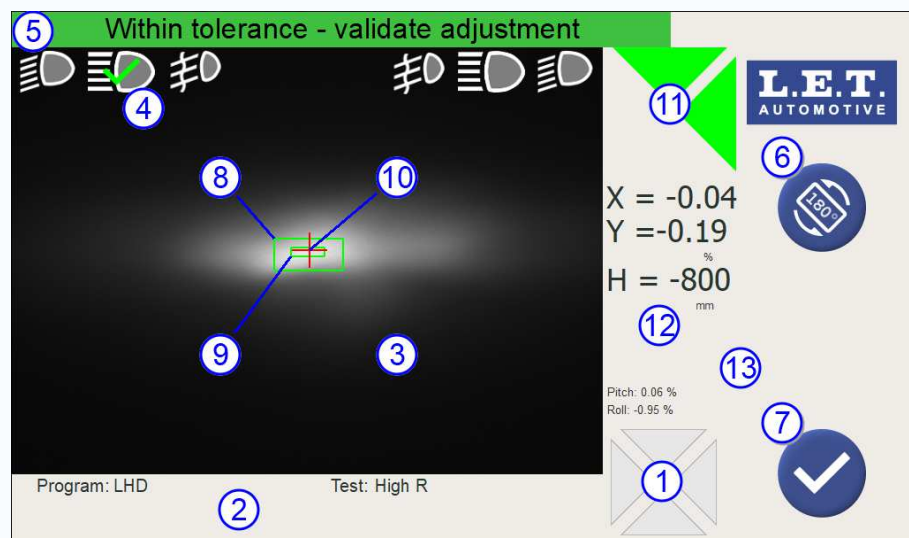 5 Within tolerance - validate adjustment
4
11
L.E.T.
AUTOMOTIVE
6
8
10
180°
X = -0.04
Y =-0.19
%
H = -800
mm
12
9
3
13
Pitch: 0.06 %
Roll: -0.95 %
7
1
Program: LHD Test: High R
2